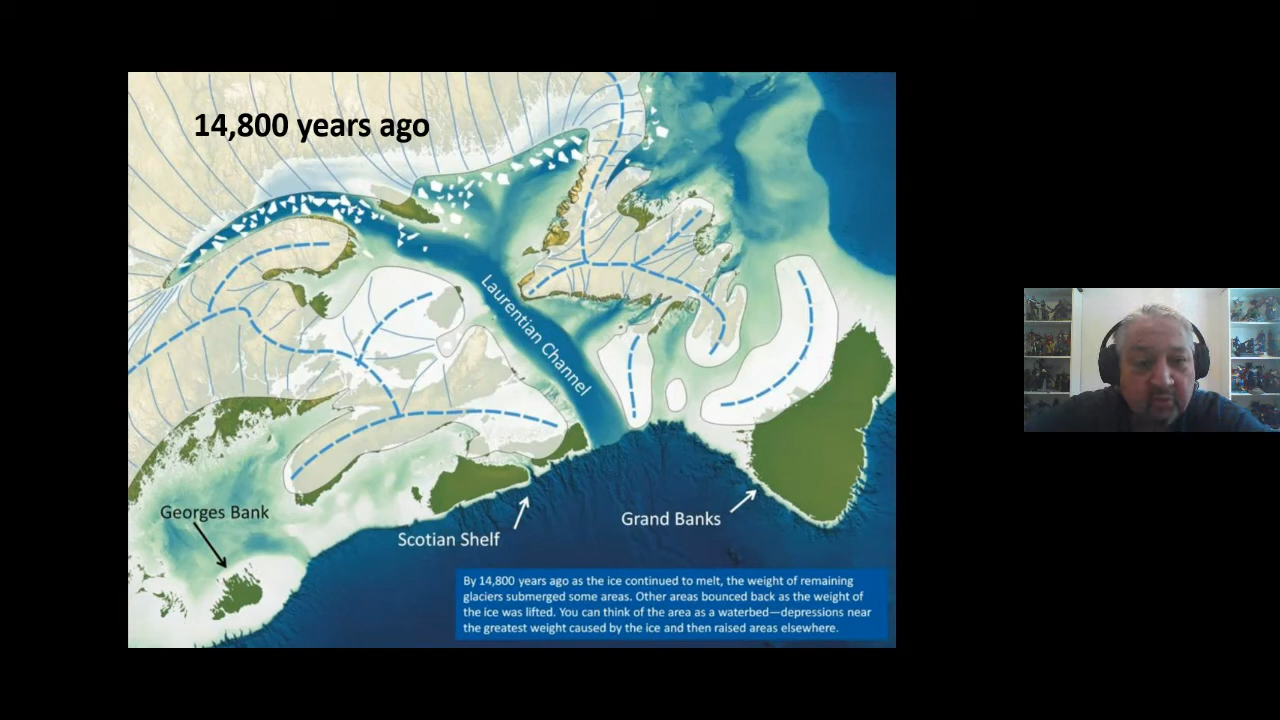 14,800 years ago
Laurentian Channel
Georges Bank
Scotian Shelf
Grand Banks
By 14,800 years ago as the ice continued to melt, the weight of remaining
glaciers submerged some areas. Other areas bounced back as the weight of
the ice was lifted. You can think of the area as a waterbed—depressions near
the greatest weight caused by the ice and then raised areas elsewhere.